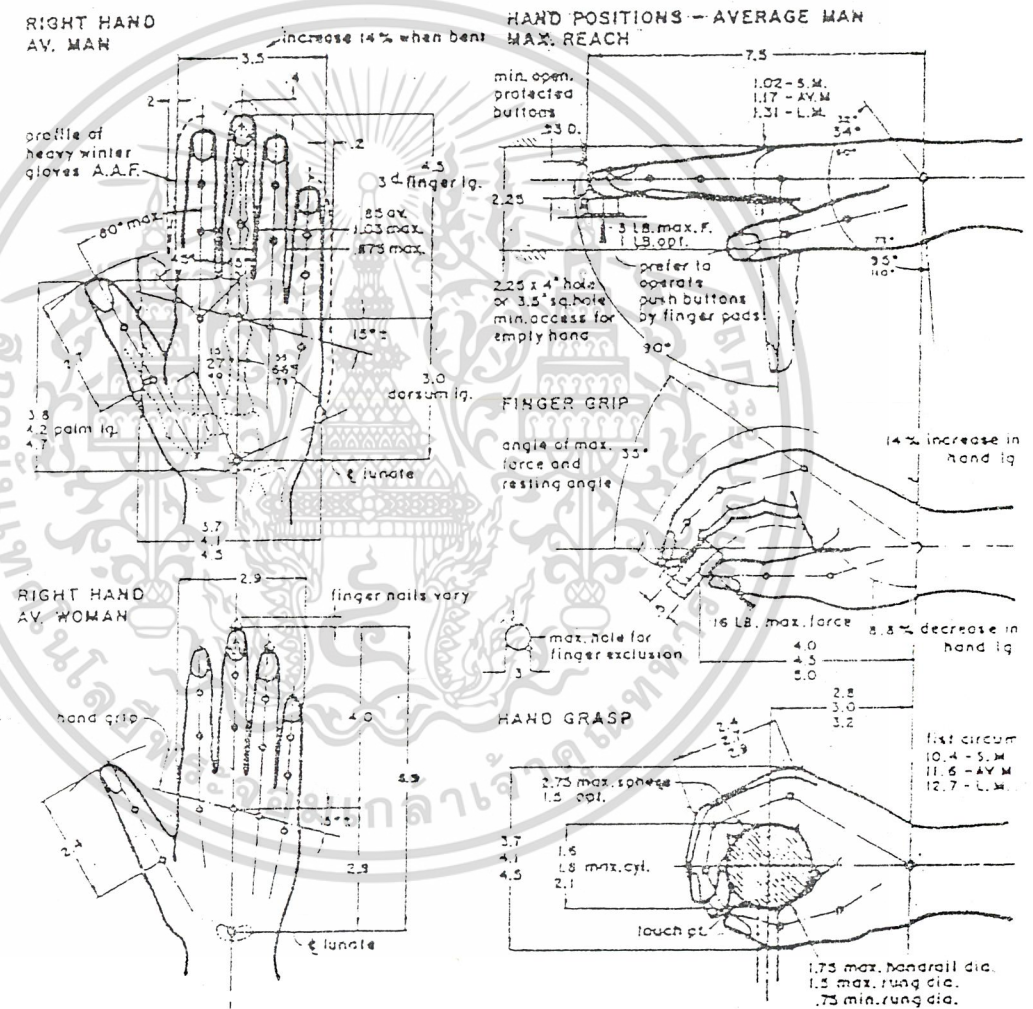 RIGHT HAND
AV. MAN
increase 14% when bent
3.5
.4
profile of
heavy winter
gloves A.A.F.
80° max.
.2
3d finger lg.
1.03 max.
.875 max.
15°±
3.0
dorsum lg.
3.8
4.2 palm lg.
4.7
℄ lunate
4.1
4.5
RIGHT HAND
AV. WOMAN
2.9
finger nails vary
hand grip
4.0
2.4
2.9
℄ lunate
HAND POSITIONS - AVERAGE MAN
MAX. REACH
7.5
min. open.
protected
buttons
1.02 - S.M.
1.17 - AV.M
1.31 - L.M.
2.25
3 LB. max. F.
1 LB. opt.
prefer to
operate
push buttons
by finger pads
2.25 x 4" hole
or 3.5" sq. hole
min. access for
empty hand
90°
FINGER GRIP
angle of max.
force and
resting angle
35°
14% increase in
hand lg
16 LB. max. force
8.8% decrease in
hand lg
max. hole for
finger exclusion
4.0
4.5
5.0
HAND GRASP
2.8
3.0
3.2
fist circum
10.4 - S.M
11.6 - AV.M
12.7 - L.M.
2.75 max. sphere
1.5 opt.
3.7
4.1
4.5
1.6
1.8 max. cyl.
2.1
touch pt.
1.75 max. handrail dia.
1.5 max. rung dia.
.75 min. rung dia.